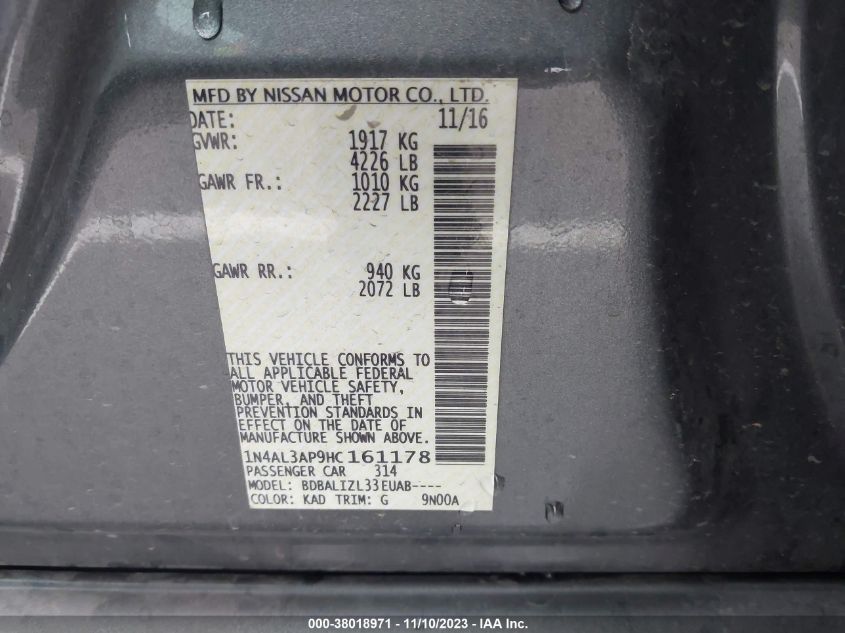 MFD BY NISSAN MOTOR CO., LTD.
DATE: 11/16
GVWR: 1917 KG
4226 LB
GAWR FR.: 1010 KG
2227 LB
GAWR RR.: 940 KG
2072 LB
THIS VEHICLE CONFORMS TO
ALL APPLICABLE FEDERAL
MOTOR VEHICLE SAFETY,
BUMPER, AND THEFT
PREVENTION STANDARDS IN
EFFECT ON THE DATE OF
MANUFACTURE SHOWN ABOVE.
1N4AL3AP9HC161178
PASSENGER CAR 314
MODEL: BDBALIZL33EUAB----
COLOR: KAD TRIM: G 9N00A
000-38018971 - 11/10/2023 - © IAA Inc.